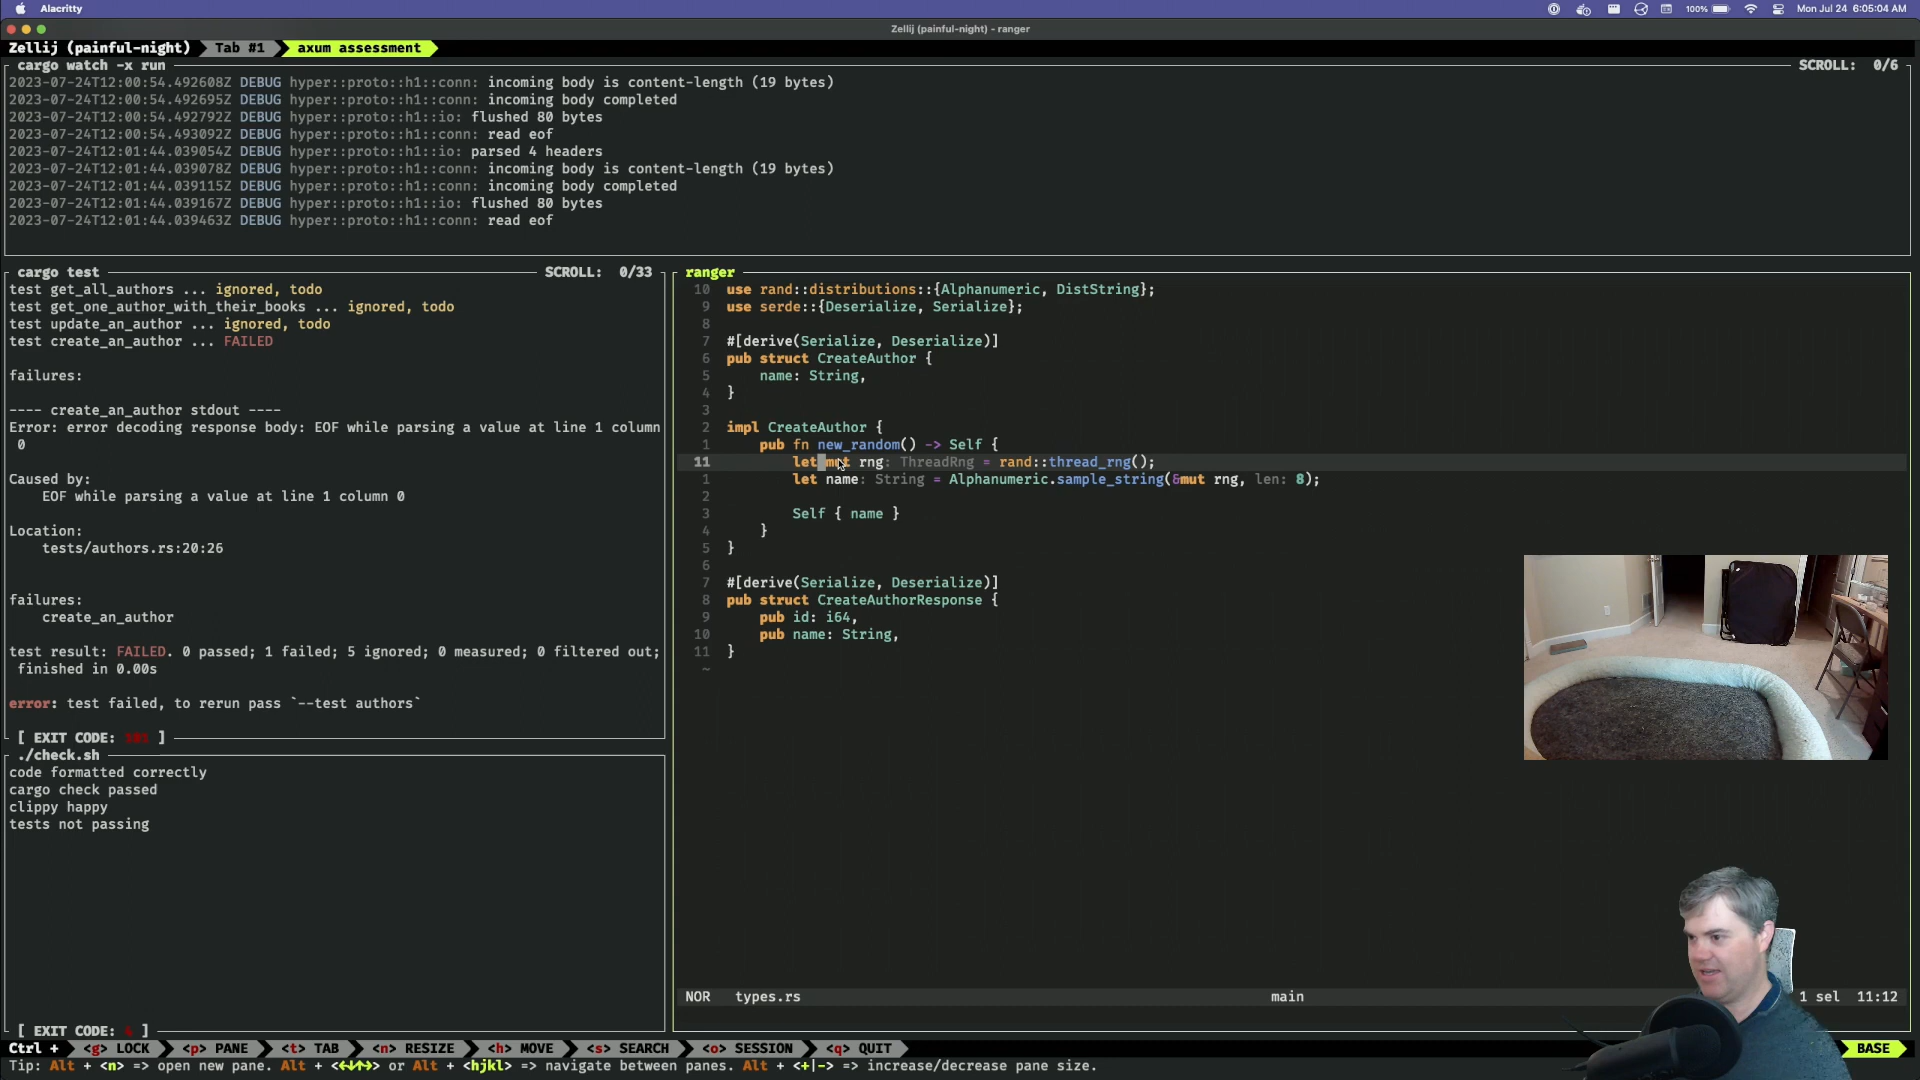 Alacritty
100%
Mon Jul 24 6:05:04 AM
Zellij (painful-night) - ranger
Zellij (painful-night) Tab #1 axum assessment
cargo watch -x run SCROLL: 0/6
2023-07-24T12:00:54.492608Z DEBUG hyper::proto::h1::conn: incoming body is content-length (19 bytes)
2023-07-24T12:00:54.492695Z DEBUG hyper::proto::h1::conn: incoming body completed
2023-07-24T12:00:54.492792Z DEBUG hyper::proto::h1::io: flushed 80 bytes
2023-07-24T12:00:54.493092Z DEBUG hyper::proto::h1::conn: read eof
2023-07-24T12:01:44.039054Z DEBUG hyper::proto::h1::io: parsed 4 headers
2023-07-24T12:01:44.039078Z DEBUG hyper::proto::h1::conn: incoming body is content-length (19 bytes)
2023-07-24T12:01:44.039115Z DEBUG hyper::proto::h1::conn: incoming body completed
2023-07-24T12:01:44.039167Z DEBUG hyper::proto::h1::io: flushed 80 bytes
2023-07-24T12:01:44.039463Z DEBUG hyper::proto::h1::conn: read eof
cargo test SCROLL: 0/33
test get_all_authors ... ignored, todo
test get_one_author_with_their_books ... ignored, todo
test update_an_author ... ignored, todo
test create_an_author ... FAILED
failures:
---- create_an_author stdout ----
Error: error decoding response body: EOF while parsing a value at line 1 column
0
Caused by:
EOF while parsing a value at line 1 column 0
Location:
tests/authors.rs:20:26
failures:
create_an_author
test result: FAILED. 0 passed; 1 failed; 5 ignored; 0 measured; 0 filtered out;
finished in 0.00s
error: test failed, to rerun pass `--test authors`
[ EXIT CODE: 101 ]
./check.sh
code formatted correctly
cargo check passed
clippy happy
tests not passing
[ EXIT CODE: ]
ranger
10 use rand::distributions::{Alphanumeric, DistString};
9 use serde::{Deserialize, Serialize};
8
7 #[derive(Serialize, Deserialize)]
6 pub struct CreateAuthor {
5 name: String,
4 }
3
2 impl CreateAuthor {
1 pub fn new_random() -> Self {
11 let mut rng: ThreadRng = rand::thread_rng();
1 let name: String = Alphanumeric.sample_string(&mut rng, len: 8);
2
3 Self { name }
4 }
5 }
6
7 #[derive(Serialize, Deserialize)]
8 pub struct CreateAuthorResponse {
9 pub id: i64,
10 pub name: String,
11 }
~
NOR types.rs main 1 sel 11:12
Ctrl + <g> LOCK <p> PANE <t> TAB <n> RESIZE <h> MOVE <s> SEARCH <o> SESSION <q> QUIT BASE
Tip: Alt + <n> => open new pane. Alt + <←↓↑→> or Alt + <hjkl> => navigate between panes. Alt + <+|-> => increase/decrease pane size.